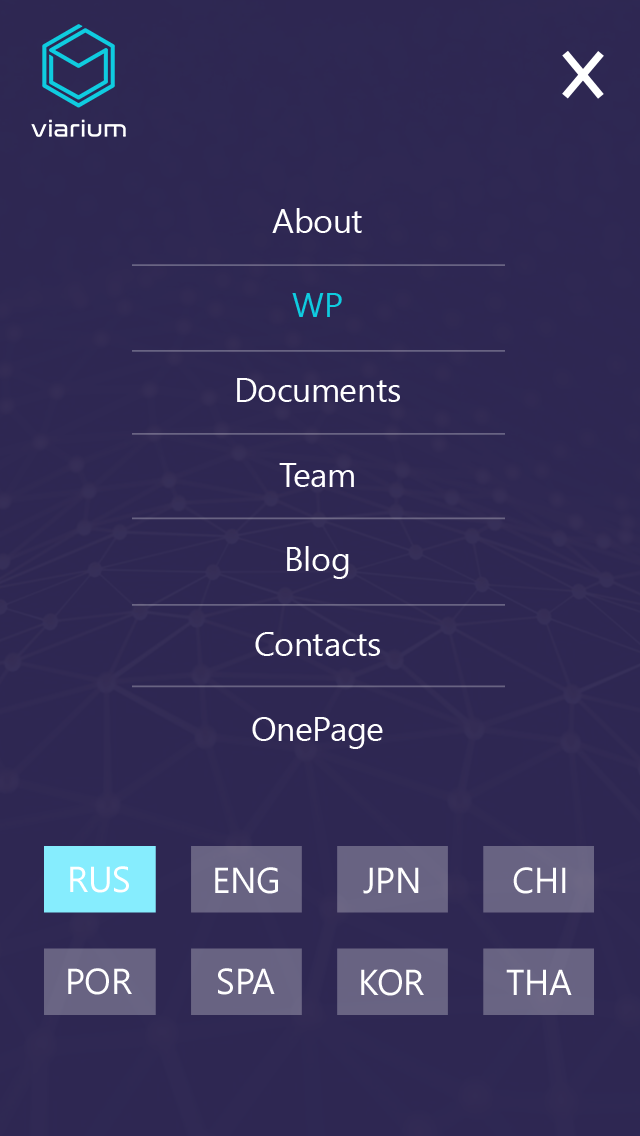 viarium
X
About
WP
Documents
Team
Blog
Contacts
OnePage
RUS ENG JPN CHI
POR SPA KOR THA